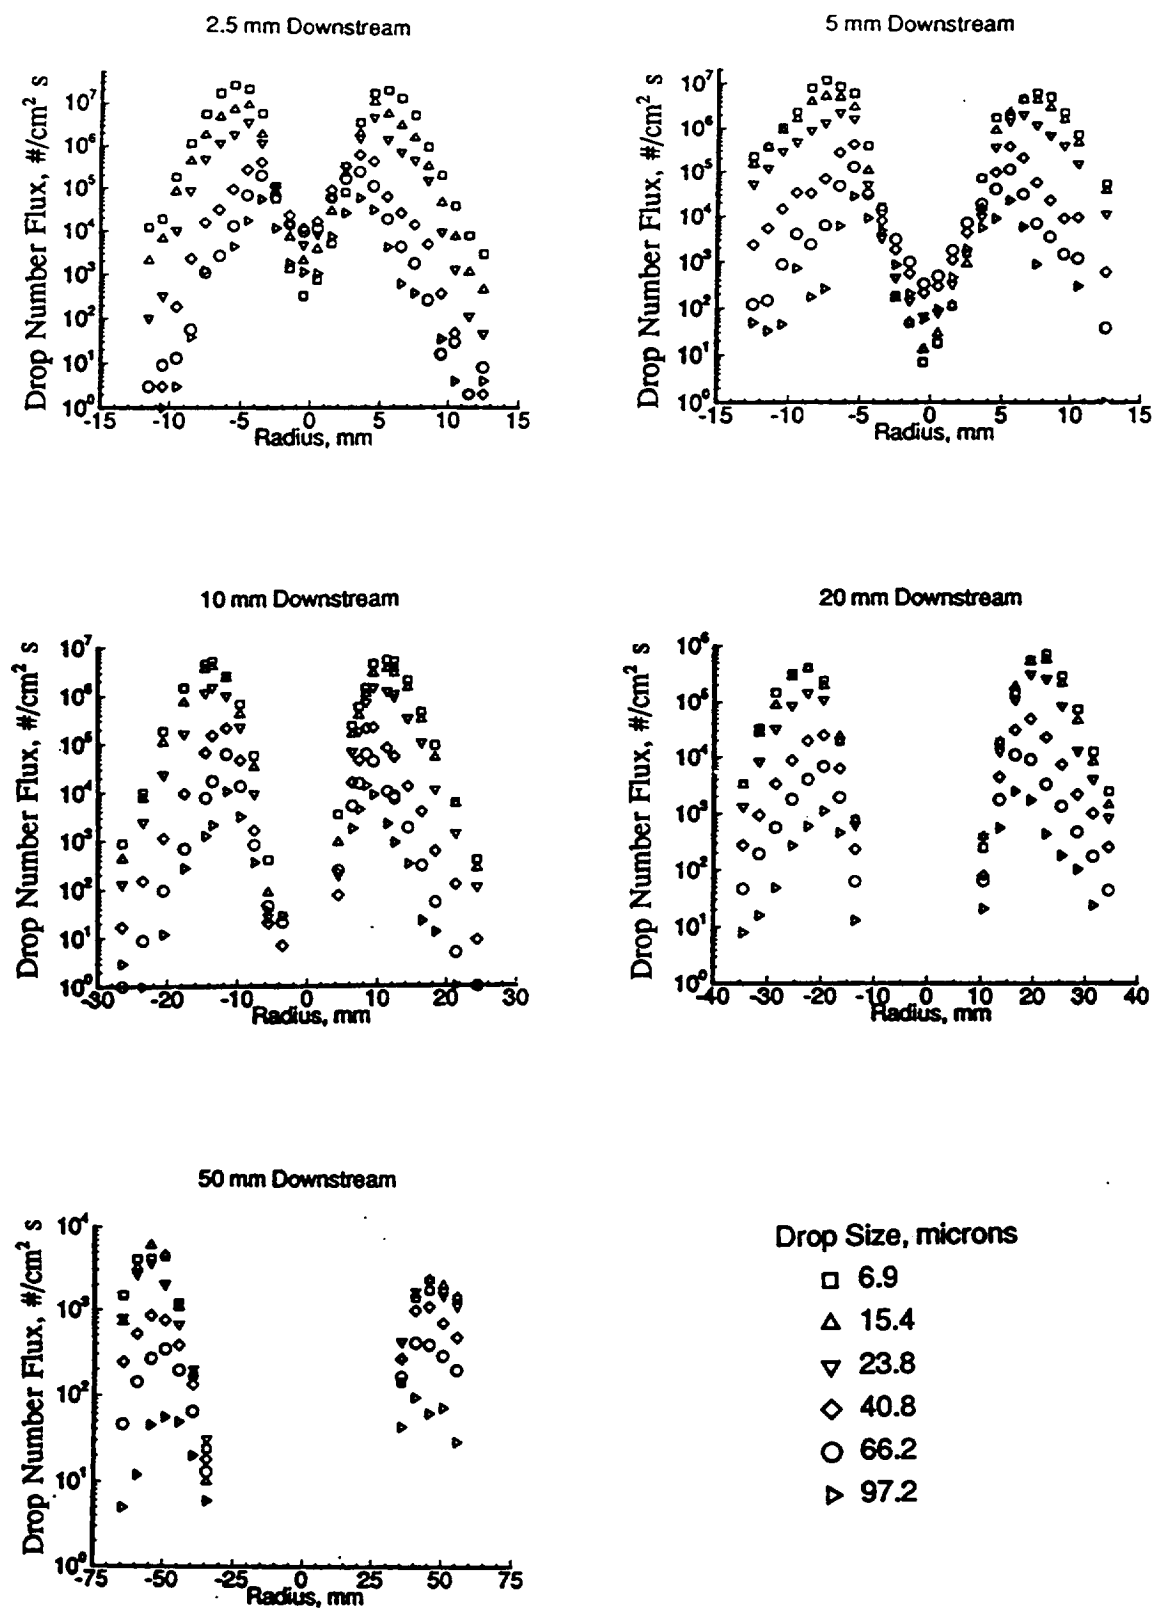 2.5 mm Downstream
Drop Number Flux, #/cm² s
10⁷
10⁶
10⁵
10⁴
10³
10²
10¹
10⁰
-15 -10 -5 0 5 10 15
Radius, mm
5 mm Downstream
Drop Number Flux, #/cm² s
10⁷
10⁶
10⁵
10⁴
10³
10²
10¹
10⁰
-15 -10 -5 0 5 10 15
Radius, mm
10 mm Downstream
Drop Number Flux, #/cm² s
10⁷
10⁶
10⁵
10⁴
10³
10²
10¹
10⁰
-30 -20 -10 0 10 20 30
Radius, mm
20 mm Downstream
Drop Number Flux, #/cm² s
10⁶
10⁶
10⁵
10⁴
10³
10²
10¹
10⁰
-40 -30 -20 -10 0 10 20 30 40
Radius, mm
50 mm Downstream
Drop Number Flux, #/cm² s
10⁴
10³
10²
10¹
10⁰
-75 -50 -25 0 25 50 75
Radius, mm
Drop Size, microns
6.9
15.4
23.8
40.8
66.2
97.2